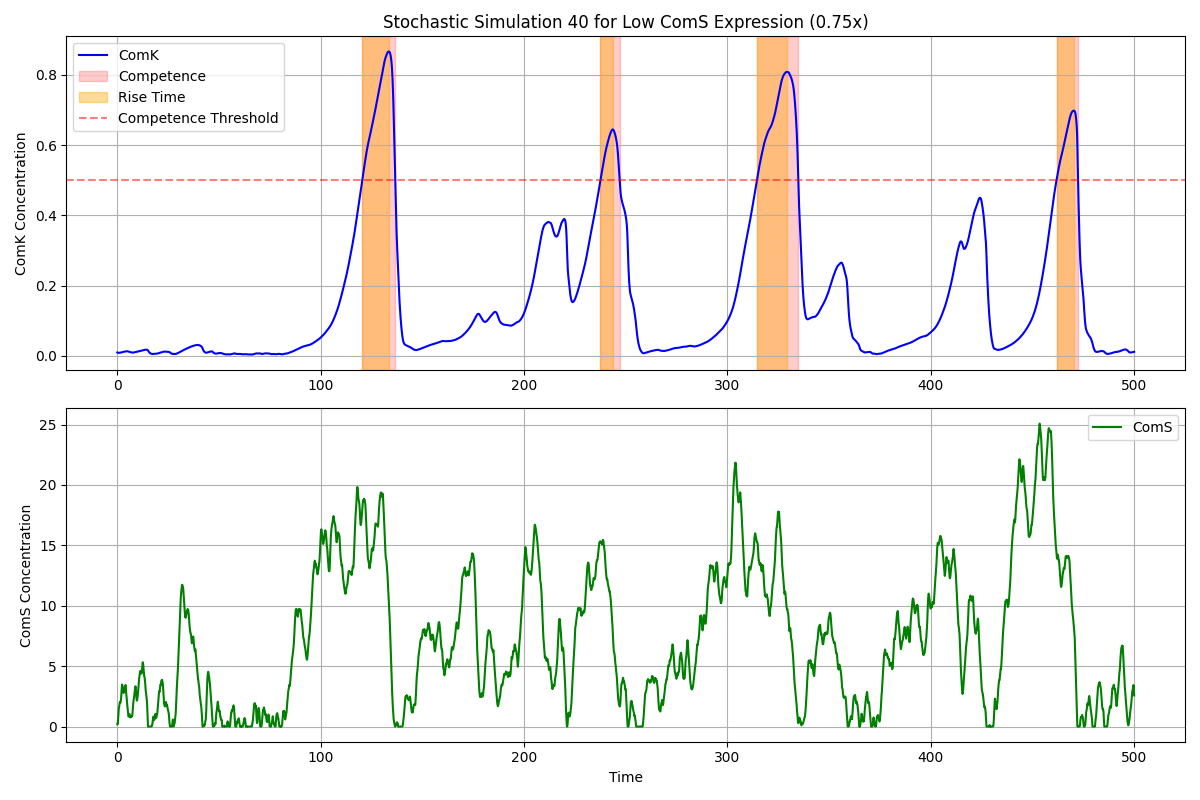 Stochastic Simulation 40 for Low ComS Expression (0.75x)
ComK
Competence
Rise Time
Competence Threshold
ComK Concentration
0.8
0.6
0.4
0.2
0.0
0 100 200 300 400 500
ComS
ComS Concentration
25
20
15
10
5
0
0 100 200 300 400 500
Time